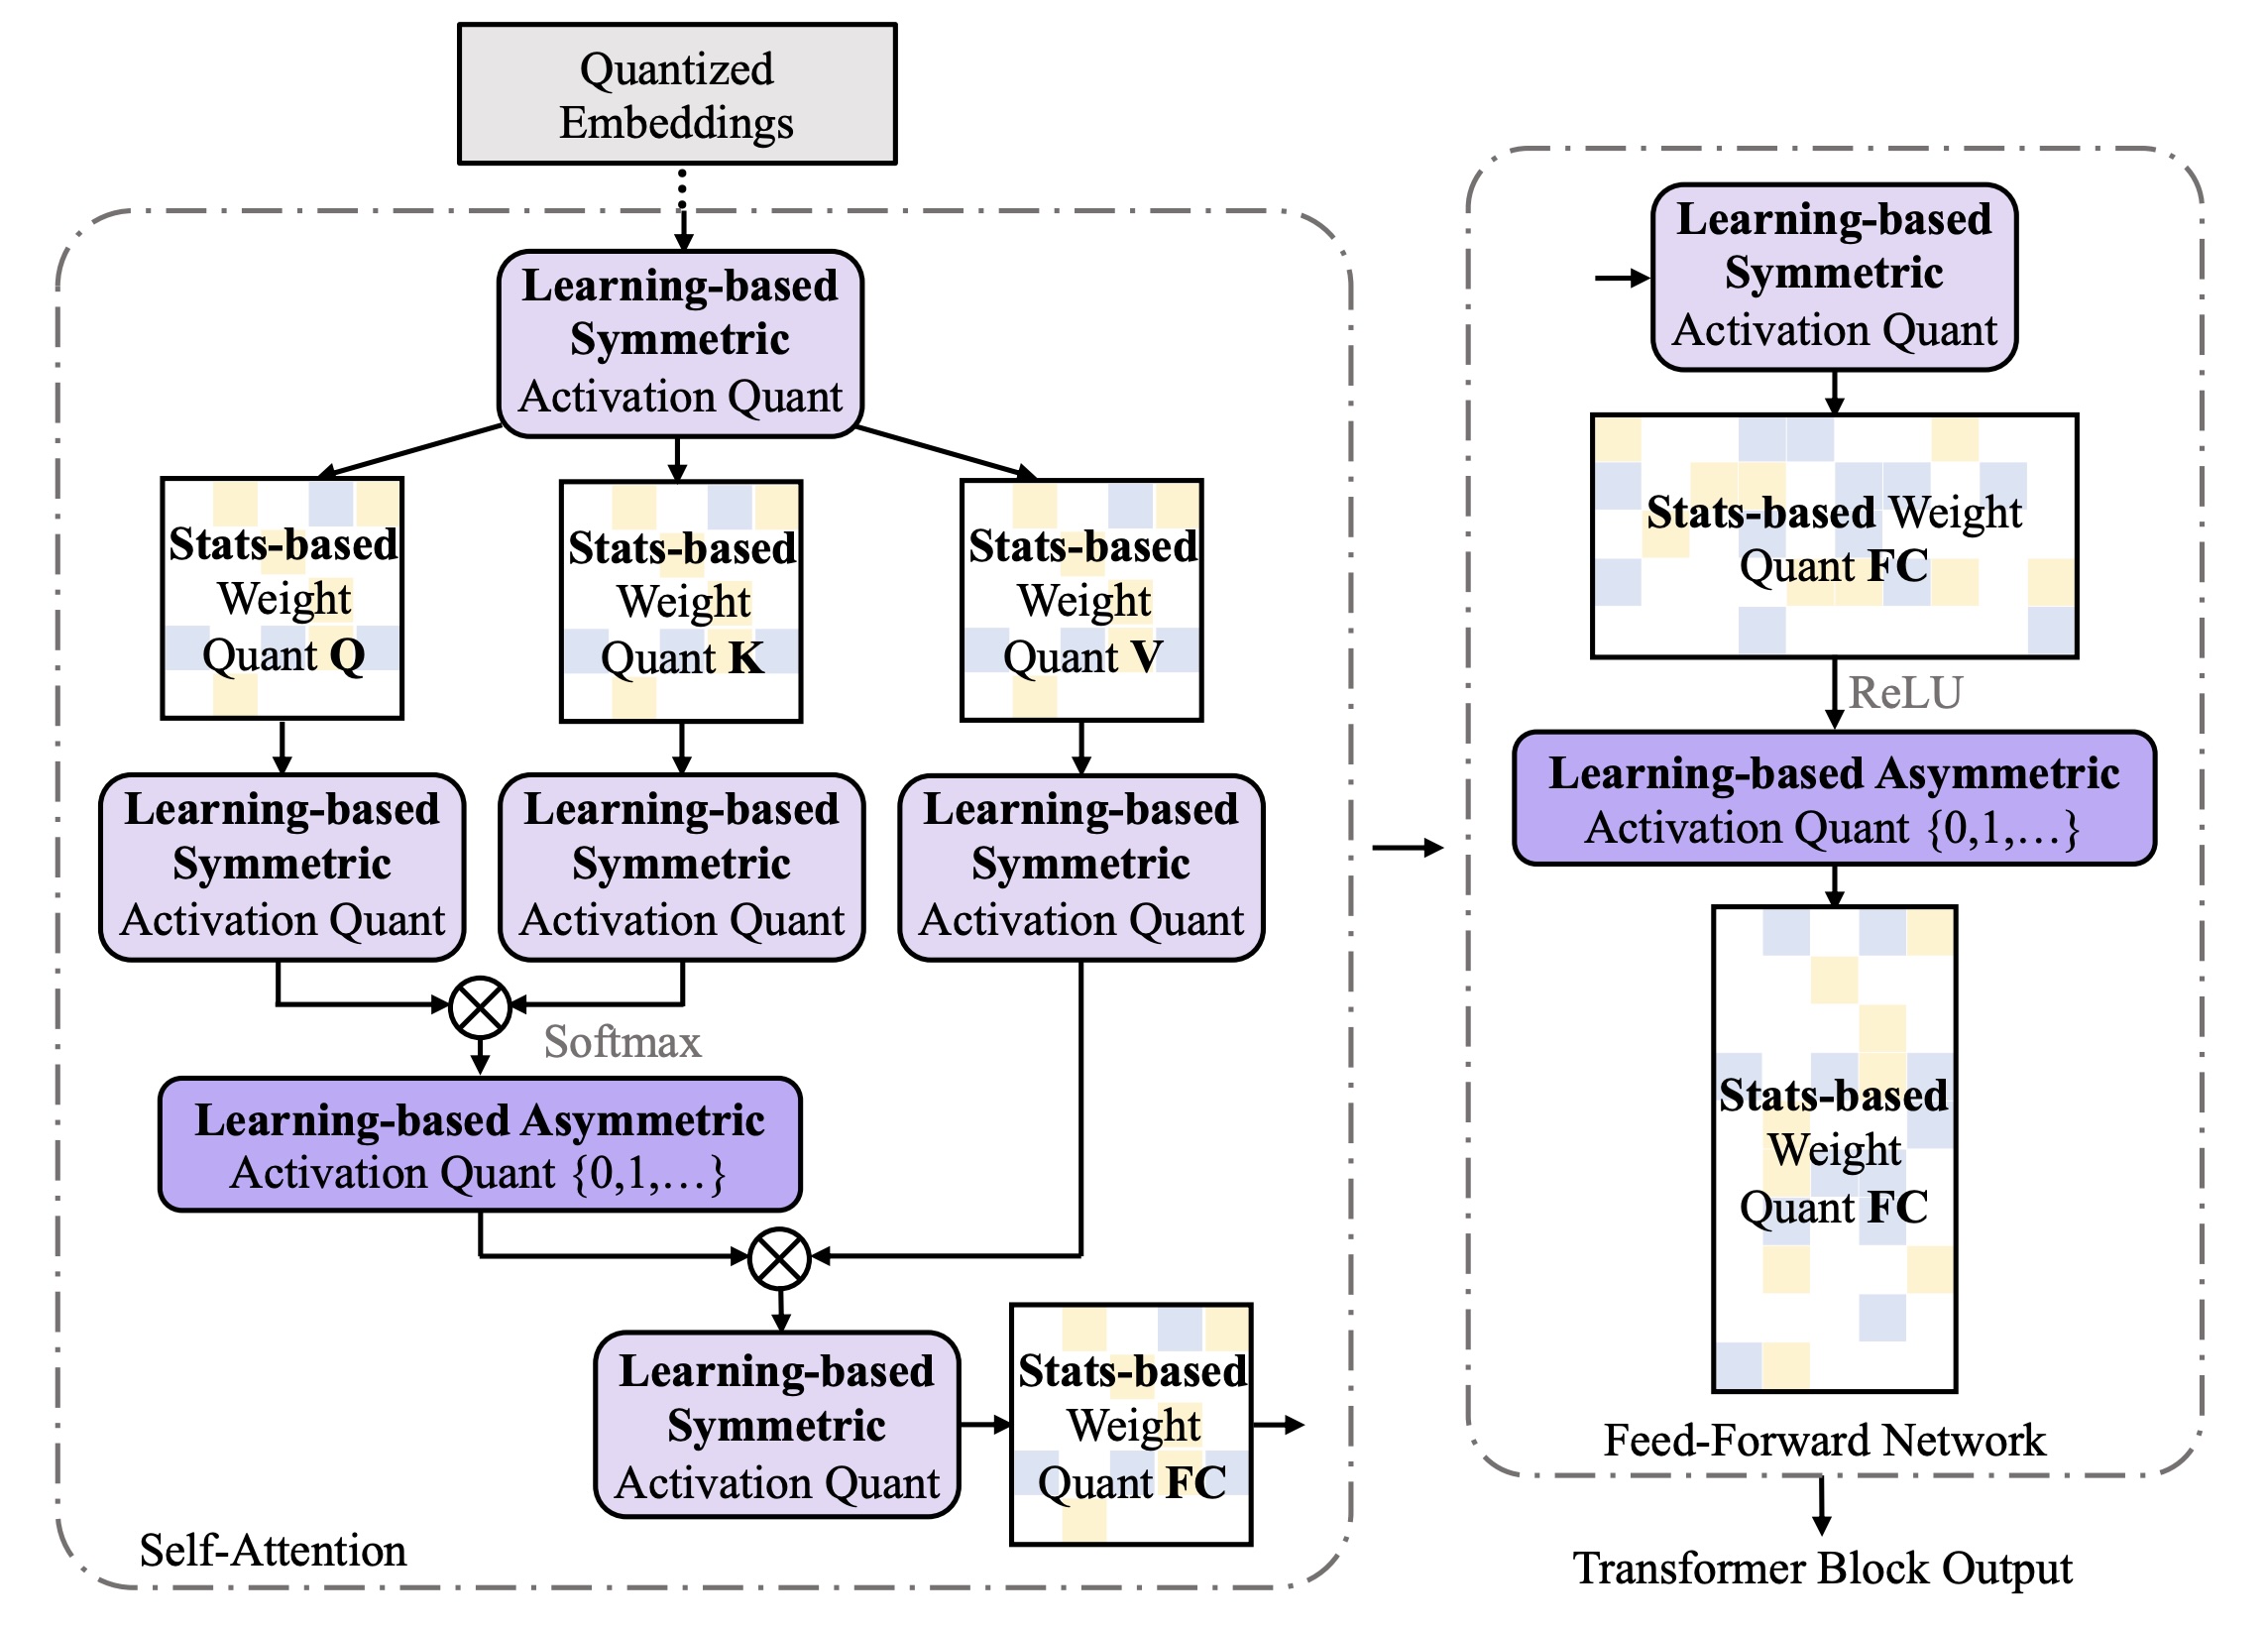 Quantized
Embeddings
Learning-based
Symmetric
Activation Quant
Stats-based
Weight
Quant Q
Stats-based
Weight
Quant K
Stats-based
Weight
Quant V
Learning-based
Symmetric
Activation Quant
Learning-based
Symmetric
Activation Quant
Learning-based
Symmetric
Activation Quant
Softmax
Learning-based Asymmetric
Activation Quant {0,1,…}
Learning-based
Symmetric
Activation Quant
Stats-based
Weight
Quant FC
Self-Attention
Learning-based
Symmetric
Activation Quant
Stats-based Weight
Quant FC
ReLU
Learning-based Asymmetric
Activation Quant {0,1,…}
Stats-based
Weight
Quant FC
Feed-Forward Network
Transformer Block Output